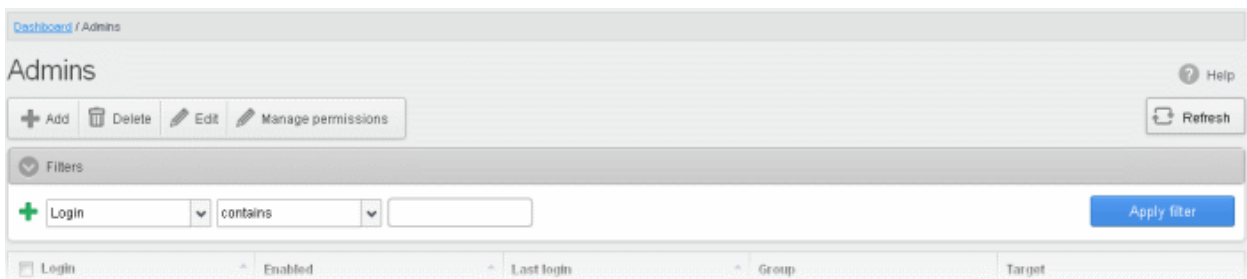 Dashboard / Admins
Admins
Help
Add Delete Edit Manage permissions Refresh
Filters
Login contains Apply filter
Login Enabled Last login Group Target